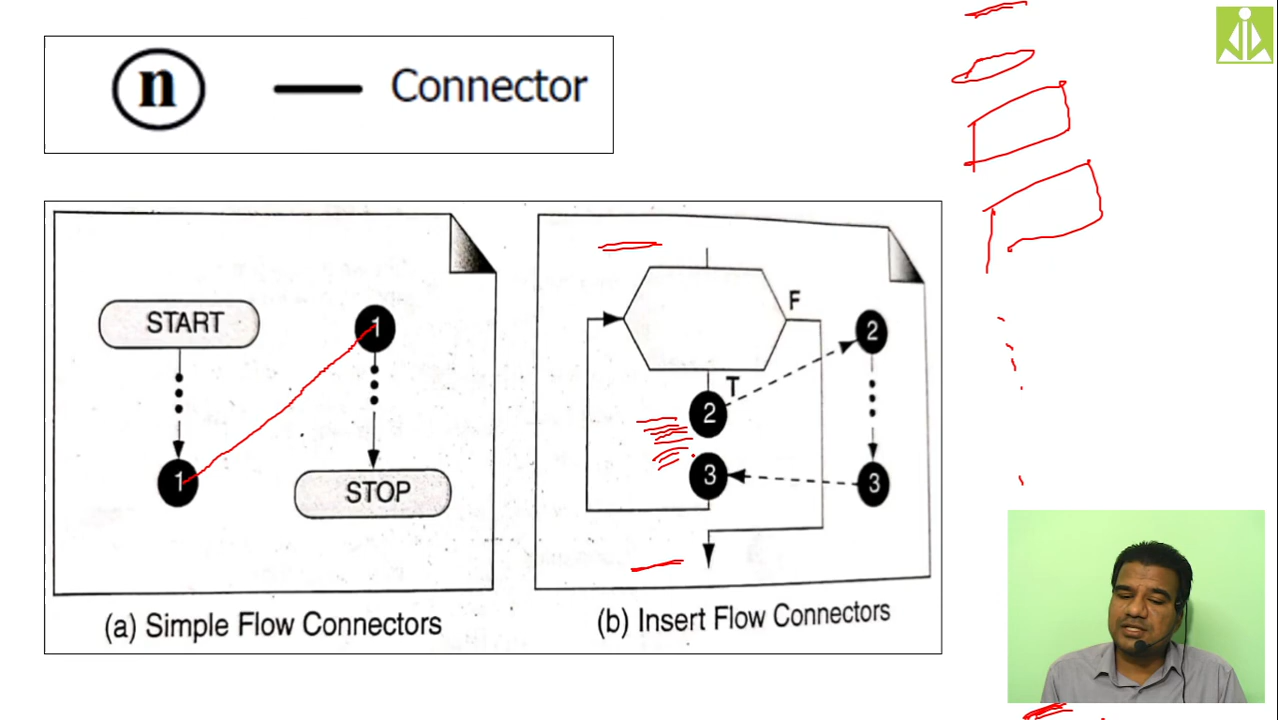 n Connector
START
1
1
STOP
(a) Simple Flow Connectors
F
T
2
2
3
3
(b) Insert Flow Connectors